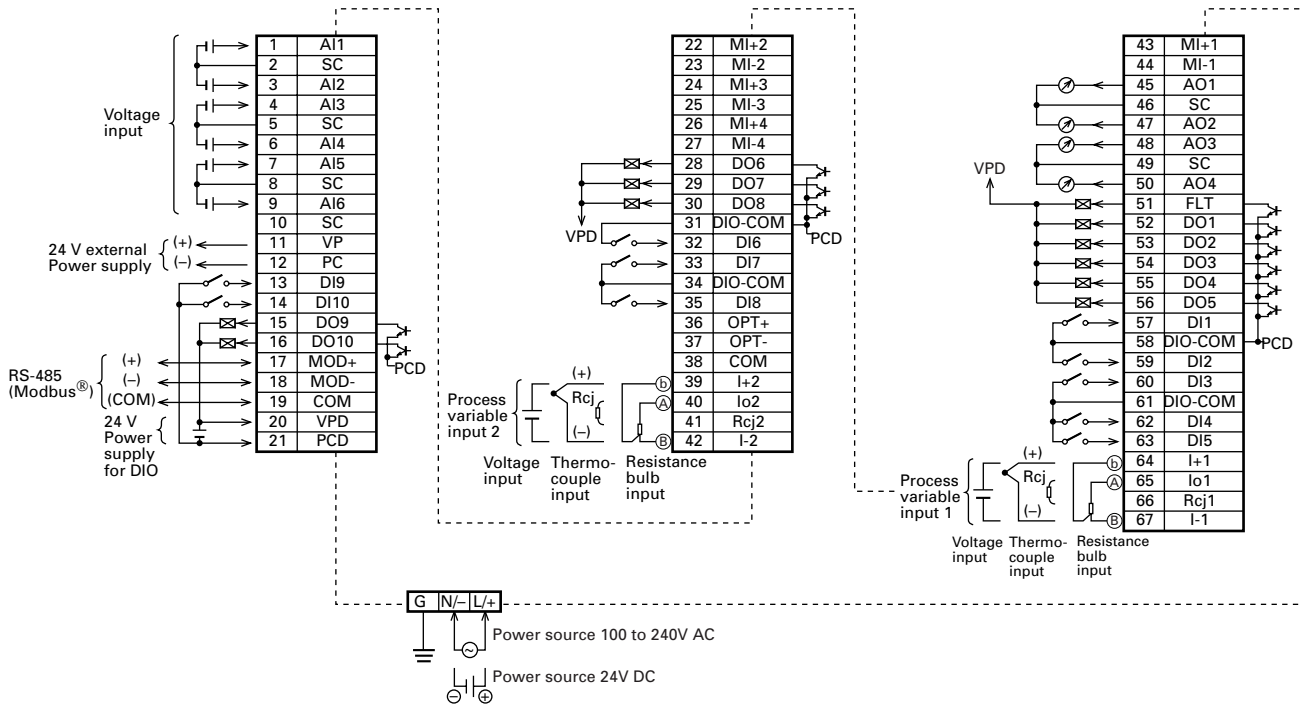 Voltage
input
24 V external
Power supply
(+)
(−)
RS-485
(Modbus®)
(+)
(−)
(COM)
24 V
Power
supply
for DIO
1 AI1
2 SC
3 AI2
4 AI3
5 SC
6 AI4
7 AI5
8 SC
9 AI6
10 SC
11 VP
12 PC
13 DI9
14 DI10
15 DO9
16 DO10
17 MOD+
18 MOD-
19 COM
20 VPD
21 PCD
PCD
VPD
22 MI+2
23 MI-2
24 MI+3
25 MI-3
26 MI+4
27 MI-4
28 DO6
29 DO7
30 DO8
31 DIO-COM
32 DI6
33 DI7
34 DIO-COM
35 DI8
36 OPT+
37 OPT-
38 COM
39 I+2
40 Io2
41 Rcj2
42 I-2
PCD
Process
variable
input 2
(+)
Rcj
(−)
b
A
B
Voltage
input
Thermo-
couple
input
Resistance
bulb
input
VPD
43 MI+1
44 MI-1
45 AO1
46 SC
47 AO2
48 AO3
49 SC
50 AO4
51 FLT
52 DO1
53 DO2
54 DO3
55 DO4
56 DO5
57 DI1
58 DIO-COM
59 DI2
60 DI3
61 DIO-COM
62 DI4
63 DI5
64 I+1
65 Io1
66 Rcj1
67 I-1
PCD
Process
variable
input 1
(+)
Rcj
(−)
b
A
B
Voltage
input
Thermo-
couple
input
Resistance
bulb
input
G N/− L/+
Power source 100 to 240V AC
Power source 24V DC